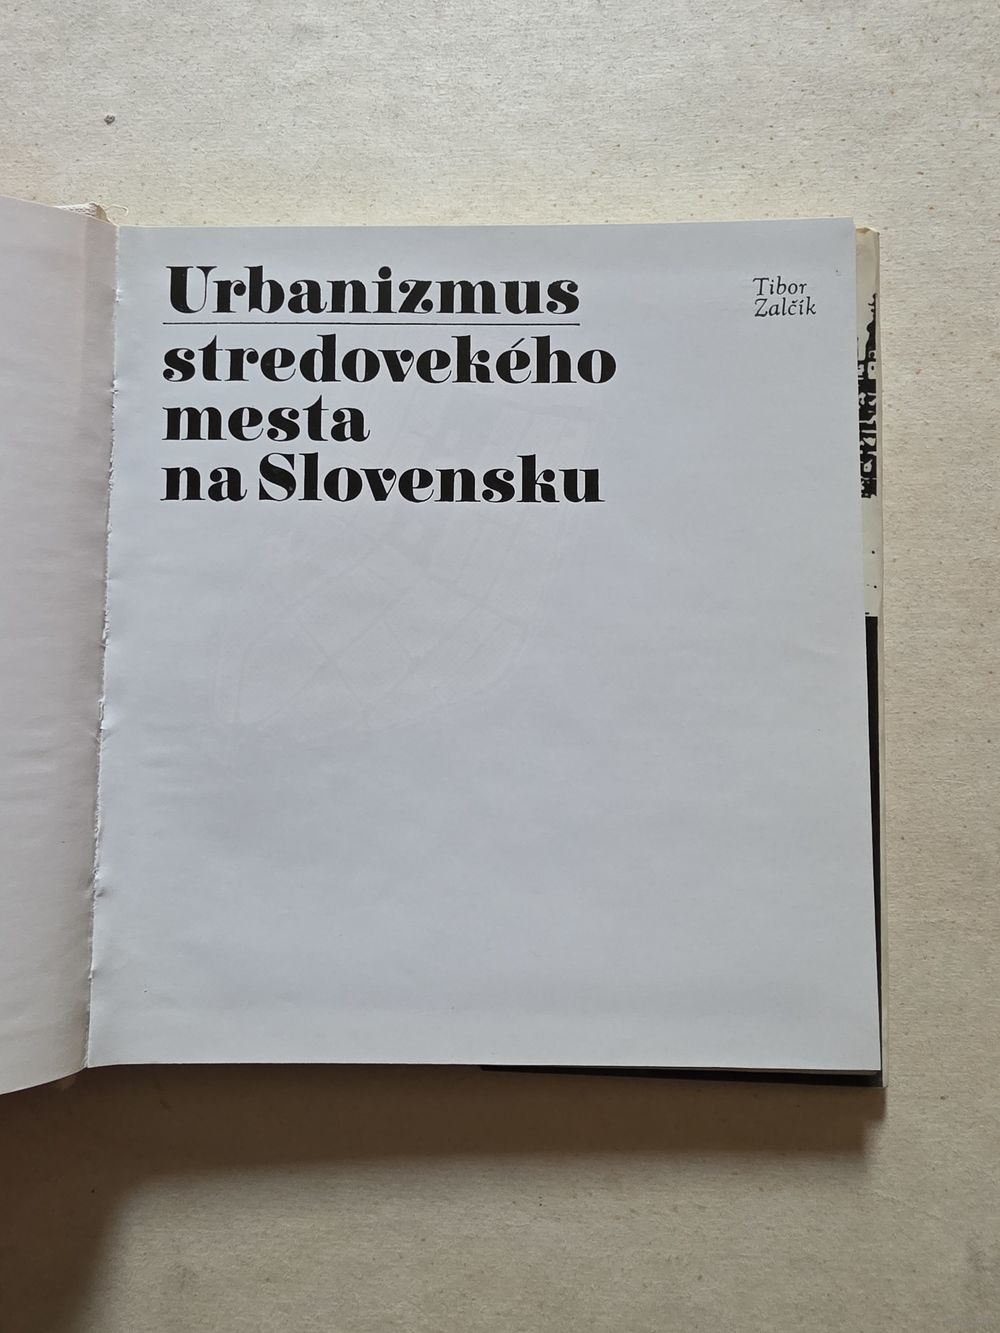 Urbanizmus
stredovekého
mesta
na Slovensku
Tibor
Zalčík